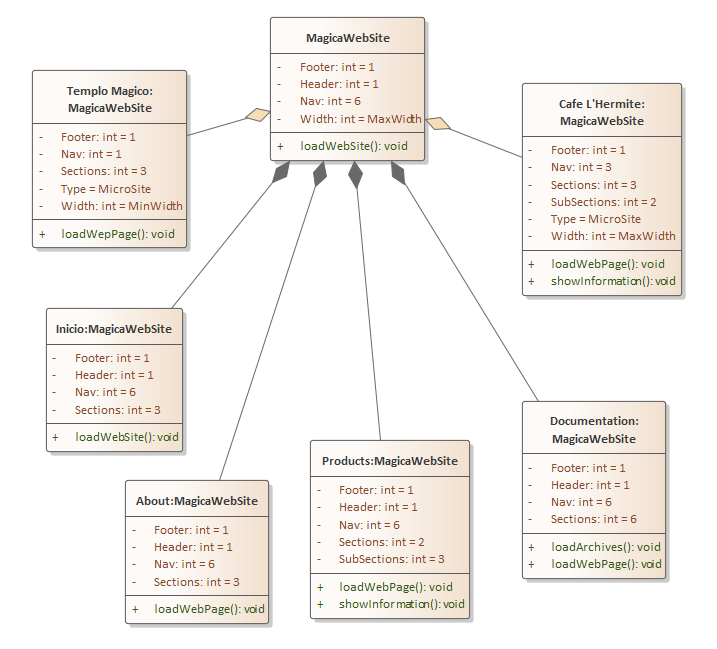 MagicaWebSite
- Footer: int = 1
- Header: int = 1
- Nav: int = 6
- Width: int = MaxWidth
+ loadWebSite(): void
Templo Magico:
MagicaWebSite
- Footer: int = 1
- Nav: int = 1
- Sections: int = 3
- Type = MicroSite
- Width: int = MinWidth
+ loadWepPage(): void
Cafe L'Hermite:
MagicaWebSite
- Footer: int = 1
- Nav: int = 3
- Sections: int = 3
- SubSections: int = 2
- Type = MicroSite
- Width: int = MaxWidth
+ loadWebPage(): void
+ showInformation(): void
Inicio:MagicaWebSite
- Footer: int = 1
- Header: int = 1
- Nav: int = 6
- Sections: int = 3
+ loadWebSite(): void
About:MagicaWebSite
- Footer: int = 1
- Header: int = 1
- Nav: int = 6
- Sections: int = 3
+ loadWebPage(): void
Products:MagicaWebSite
- Footer: int = 1
- Header: int = 1
- Nav: int = 6
- Sections: int = 2
- SubSections: int = 3
+ loadWebPage(): void
+ showInformation(): void
Documentation:
MagicaWebSite
- Footer: int = 1
- Header: int = 1
- Nav: int = 6
- Sections: int = 6
+ loadArchives(): void
+ loadWebPage(): void